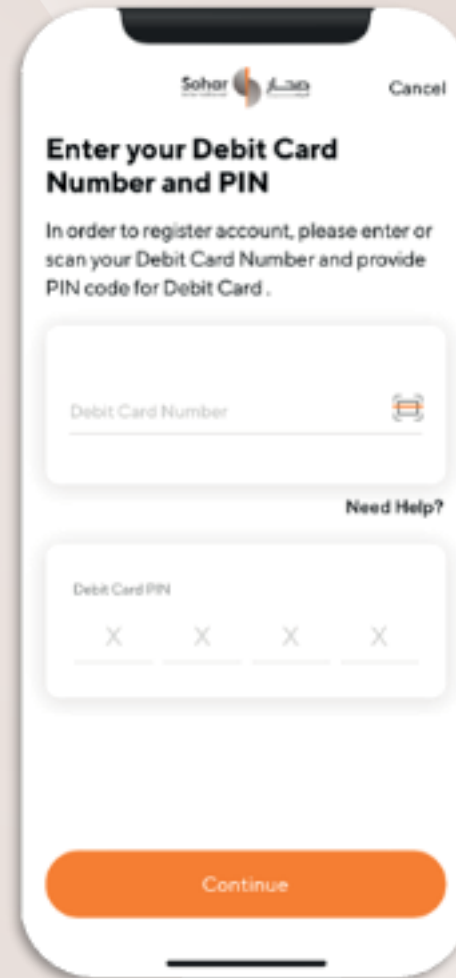 Sohar صحار
Cancel
Enter your Debit Card
Number and PIN
In order to register account, please enter or
scan your Debit Card Number and provide
PIN code for Debit Card .
Debit Card Number
Need Help?
Debit Card PIN
X X X X
Continue